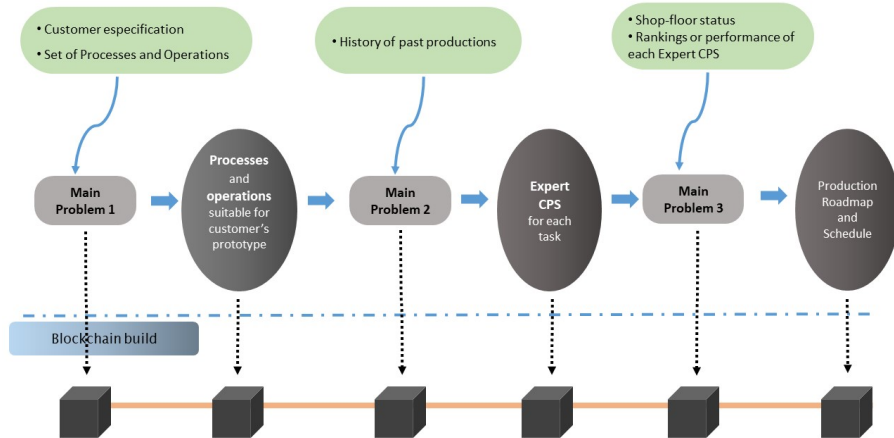 • Customer especification
• Set of Processes and Operations
• History of past productions
• Shop-floor status
• Rankings or performance of
each Expert CPS
Main
Problem 1
Processes
and
operations
suitable for
customer's
prototype
Main
Problem 2
Expert
CPS
for each
task
Main
Problem 3
Production
Roadmap
and
Schedule
Blockchain build